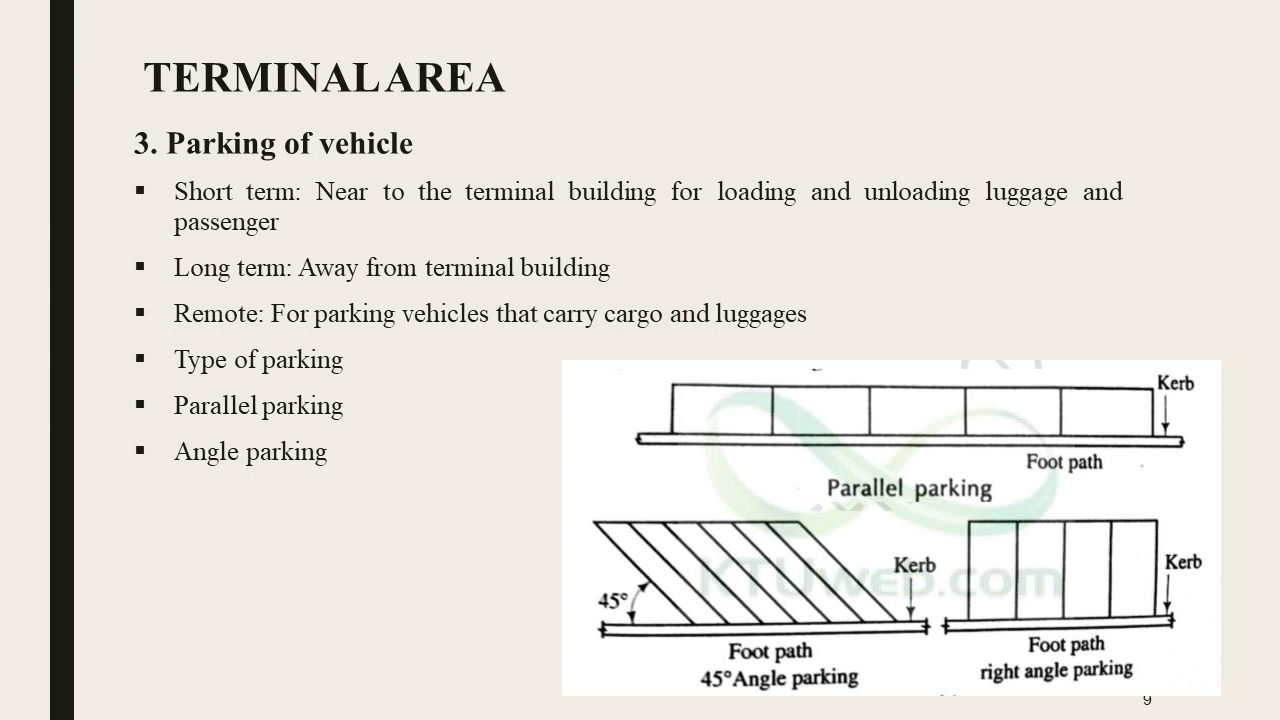 TERMINAL AREA
3. Parking of vehicle
▪ Short term: Near to the terminal building for loading and unloading luggage and
passenger
▪ Long term: Away from terminal building
▪ Remote: For parking vehicles that carry cargo and luggages
▪ Type of parking
▪ Parallel parking
▪ Angle parking
Kerb
Foot path
Parallel parking
Kerb
Kerb
KTUweb.com
45°
Foot path
45°Angle parking
Foot path
right angle parking
9